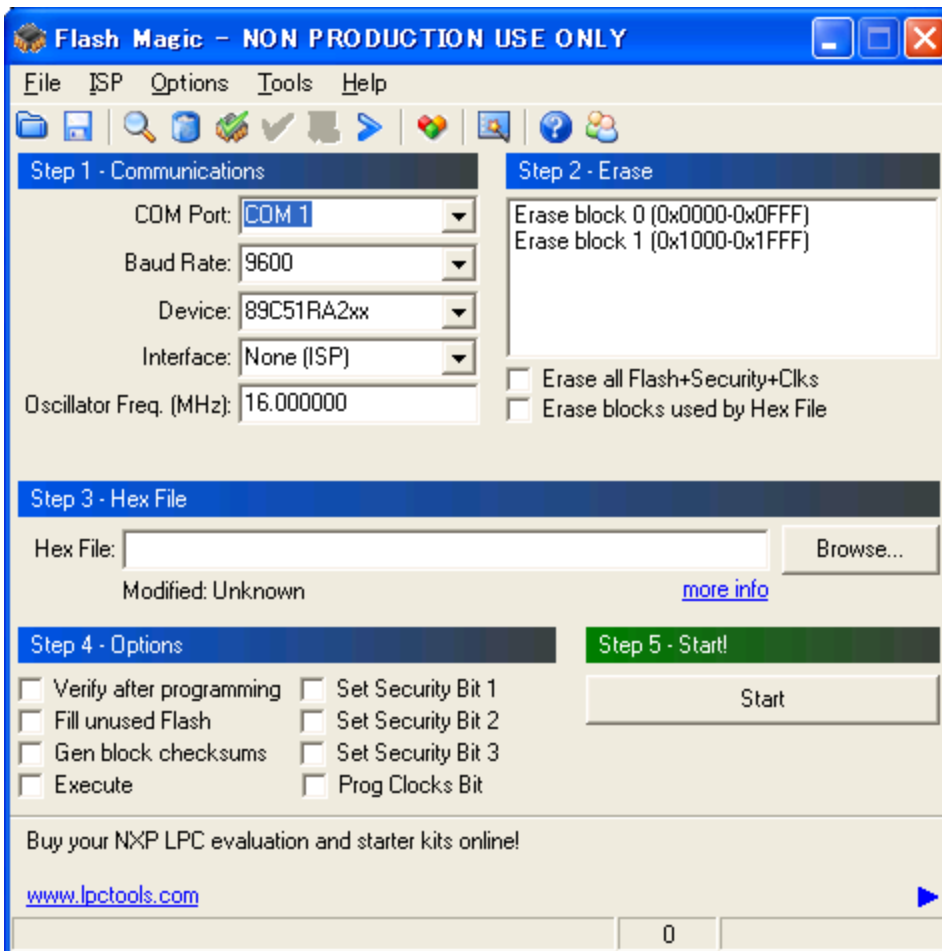 Flash Magic - NON PRODUCTION USE ONLY
File ISP Options Tools Help
Step 1 - Communications
COM Port: COM 1
Baud Rate: 9600
Device: 89C51RA2xx
Interface: None (ISP)
Oscillator Freq. (MHz): 16.000000
Step 2 - Erase
Erase block 0 (0x0000-0x0FFF)
Erase block 1 (0x1000-0x1FFF)
Erase all Flash+Security+Clks
Erase blocks used by Hex File
Step 3 - Hex File
Hex File: Browse...
Modified: Unknown more info
Step 4 - Options
Verify after programming Set Security Bit 1
Fill unused Flash Set Security Bit 2
Gen block checksums Set Security Bit 3
Execute Prog Clocks Bit
Step 5 - Start!
Start
Buy your NXP LPC evaluation and starter kits online!
www.lpctools.com
0